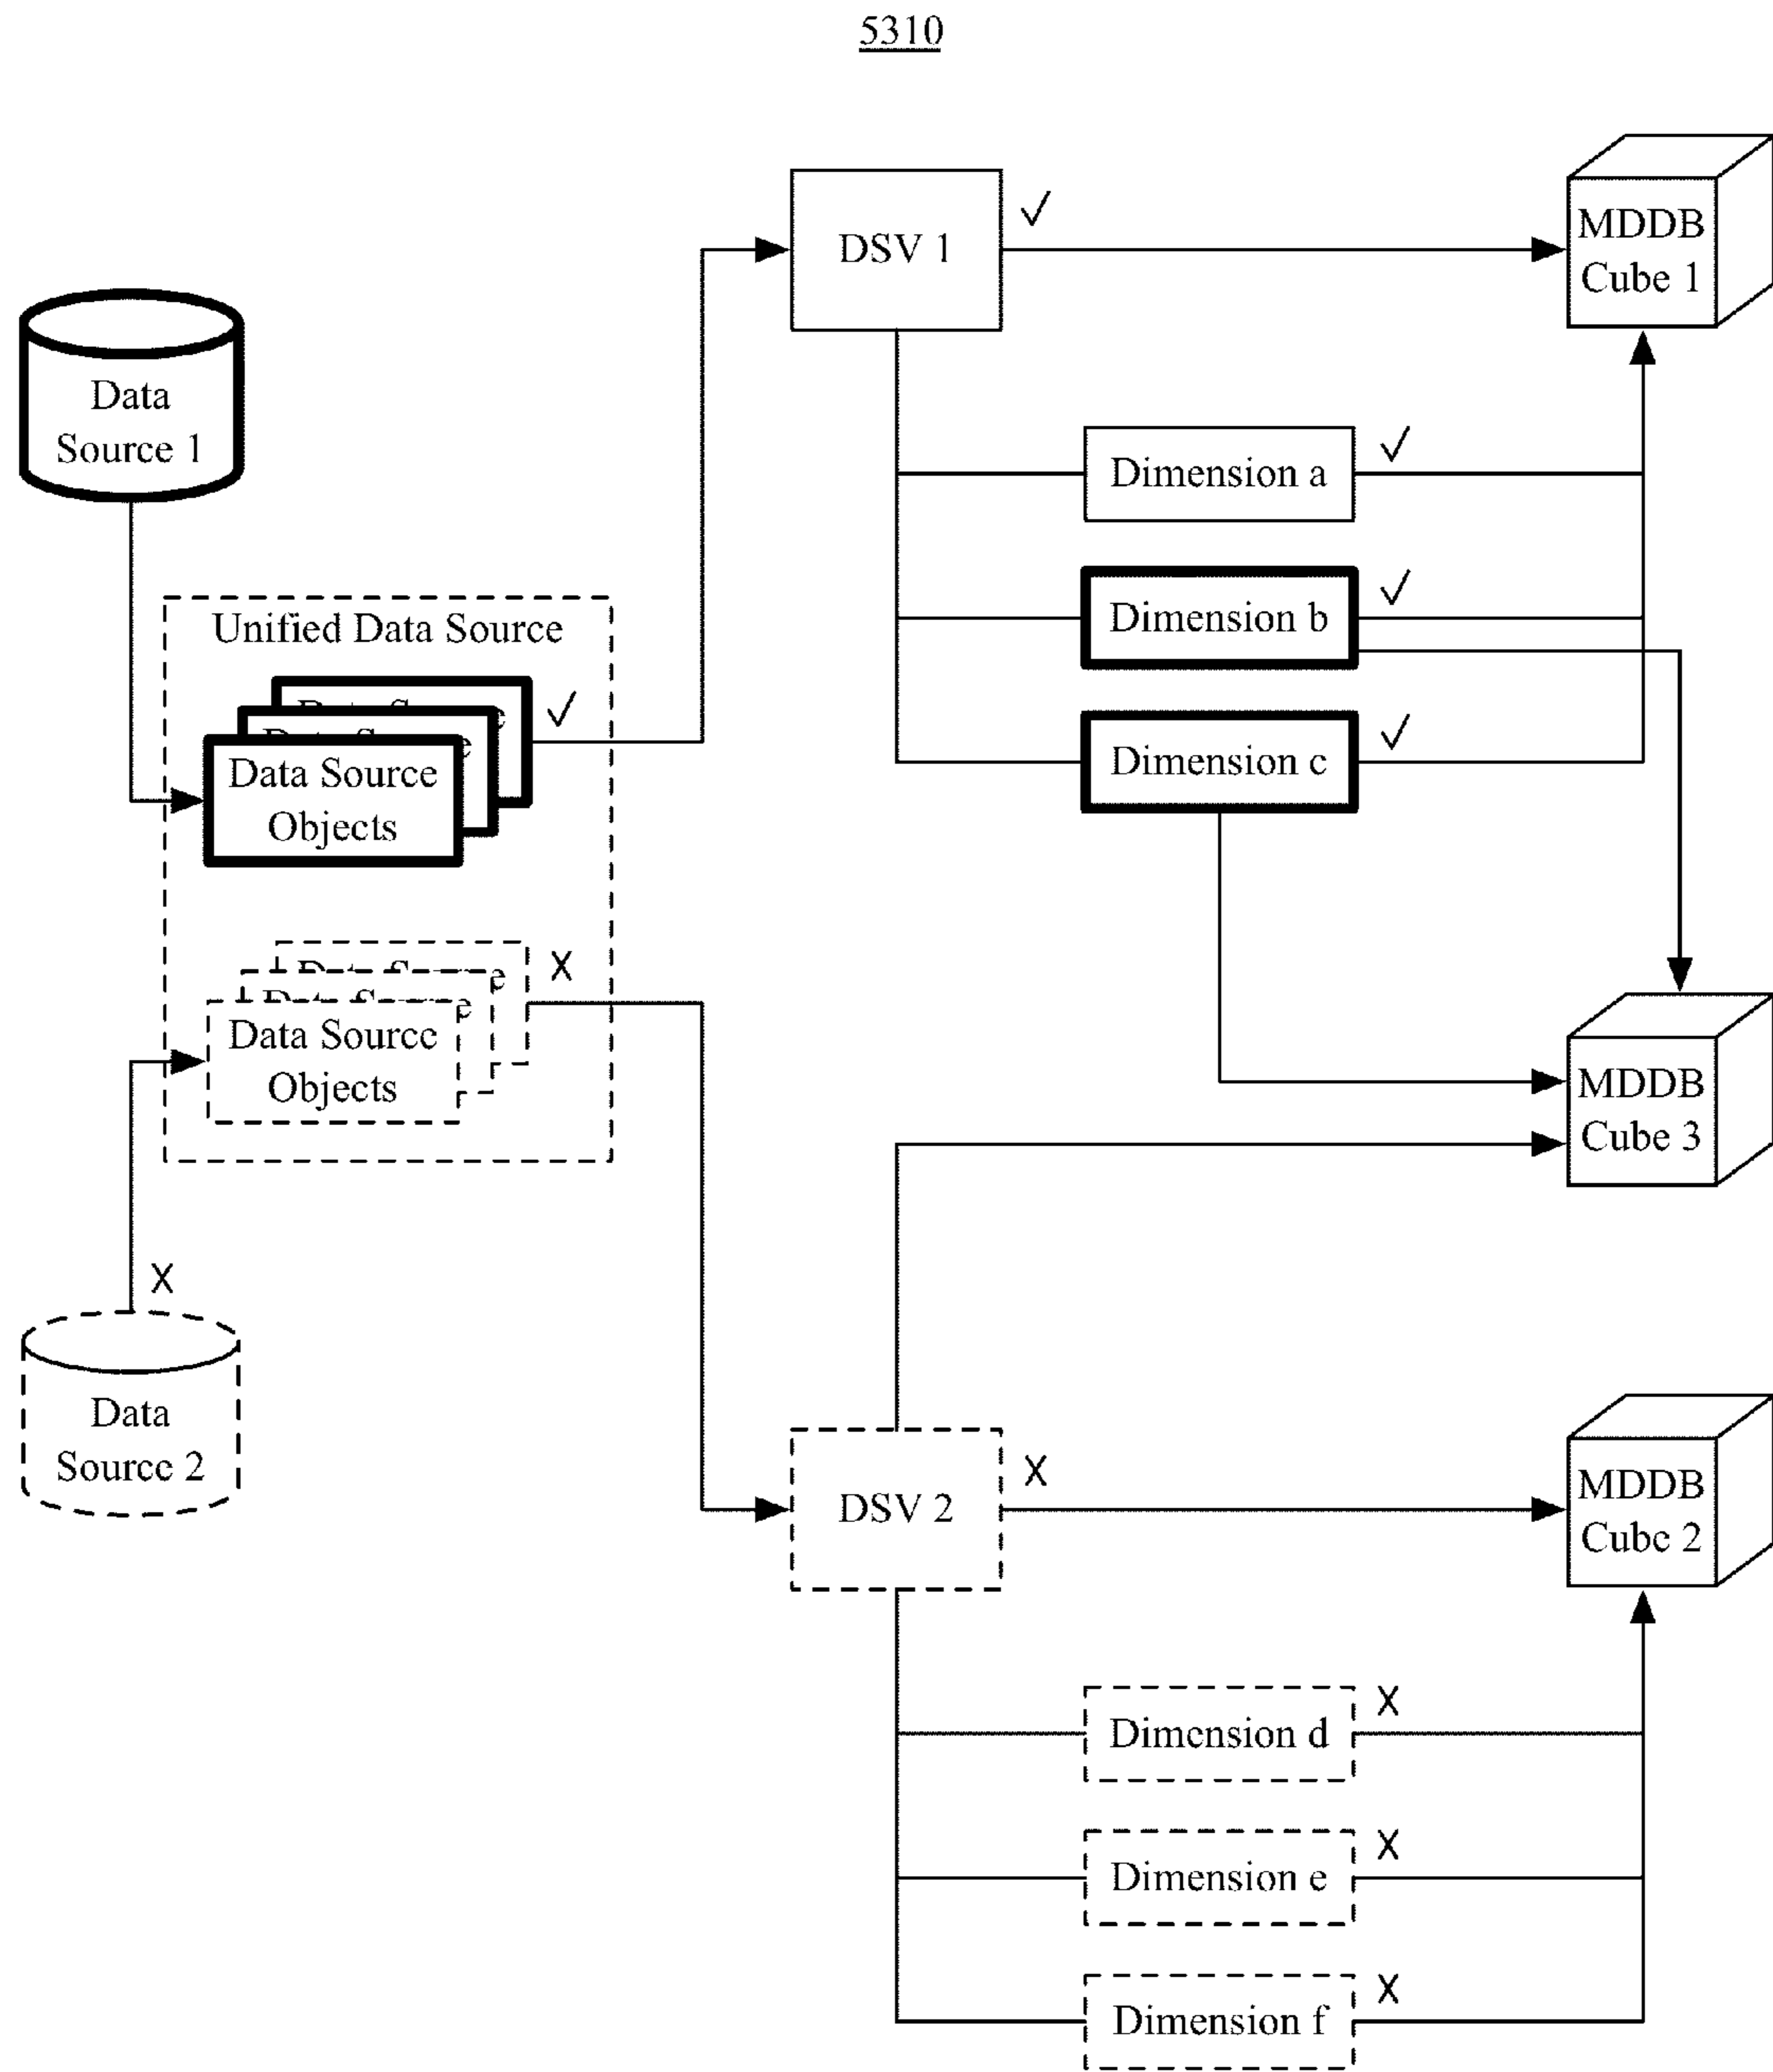 5310
DSV 1
√
MDDB
Cube 1
Data
Source 1
Dimension a
√
Dimension b
√
Dimension c
√
Unified Data Source
√
Data Source
Objects
X
Data Source
Objects
MDDB
Cube 3
X
Data
Source 2
DSV 2
X
MDDB
Cube 2
Dimension d
X
Dimension e
X
Dimension f
X